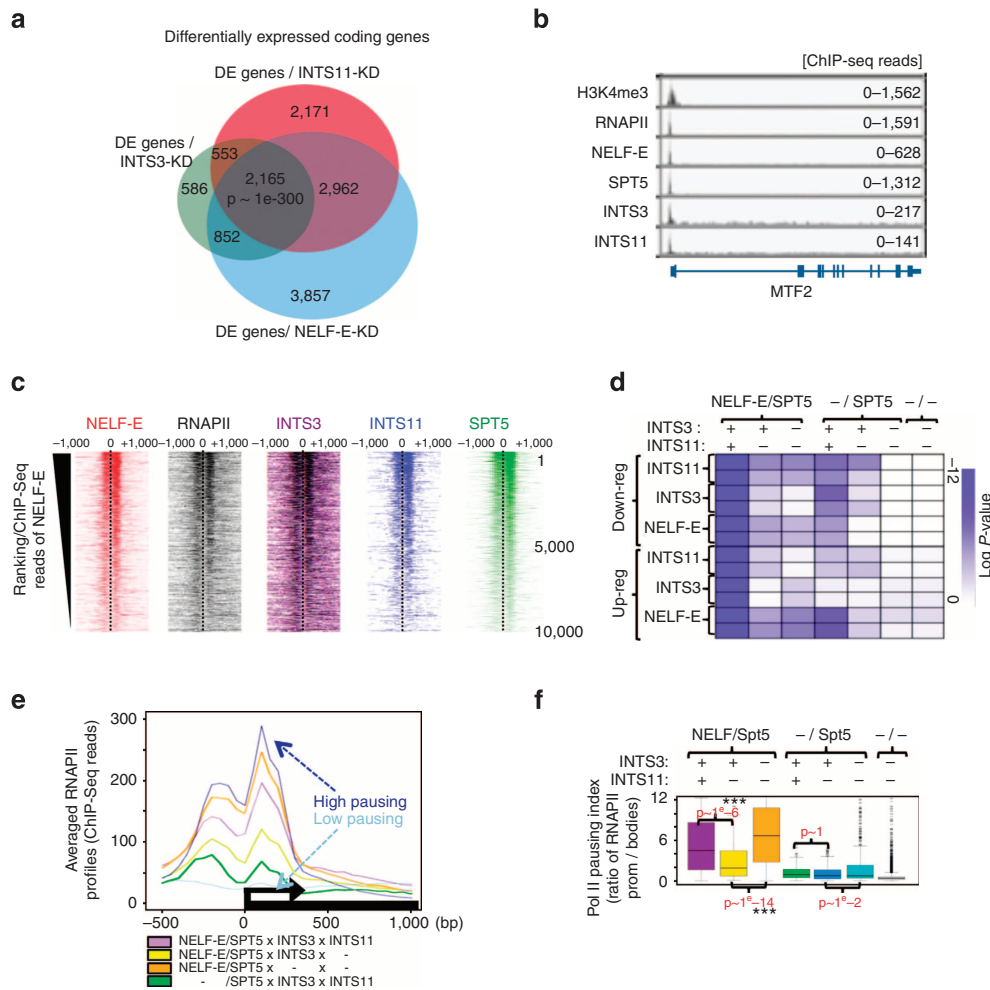 a
Differentially expressed coding genes
DE genes / INTS11-KD
2,171
DE genes /
INTS3-KD
553
586
2,165
p ~ 1e-300
2,962
852
3,857
DE genes/ NELF-E-KD
b
[ChIP-seq reads]
H3K4me3 0–1,562
RNAPII 0–1,591
NELF-E 0–628
SPT5 0–1,312
INTS3 0–217
INTS11 0–141
MTF2
c
NELF-E RNAPII INTS3 INTS11 SPT5
−1,000 0 +1,000 −1,000 0 +1,000 −1,000 0 +1,000 −1,000 0 +1,000 −1,000 0 +1,000
Ranking/ChIP-Seq
reads of NELF-E
1
5,000
10,000
d
NELF-E/SPT5 – / SPT5 – / –
INTS3 : + + – + + – –
INTS11: + – – + – – –
Down-reg
INTS11
INTS3
NELF-E
Up-reg
INTS11
INTS3
NELF-E
−12
0
Log P-value
e
Averaged RNAPII
profiles (ChIP-Seq reads)
300
200
100
0
High pausing
Low pausing
−500 0 500 1,000 (bp)
NELF-E/SPT5 x INTS3 x INTS11
NELF-E/SPT5 x INTS3 x -
NELF-E/SPT5 x - x -
- /SPT5 x INTS3 x INTS11
f
NELF/Spt5 – / Spt5 – / –
INTS3: + + – + + – –
INTS11: + – – + – – –
Pol II pausing index
(ratio of RNAPII
prom / bodies)
12
6
0
***
p~1e–6
p~1
p~1e–14
***
p~1e–2